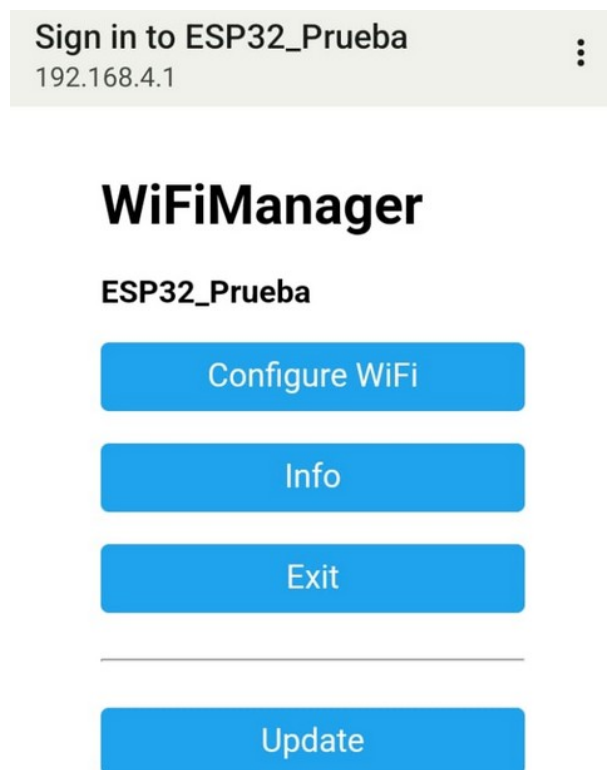 Sign in to ESP32_Prueba
192.168.4.1
WiFiManager
ESP32_Prueba
Configure WiFi
Info
Exit
Update